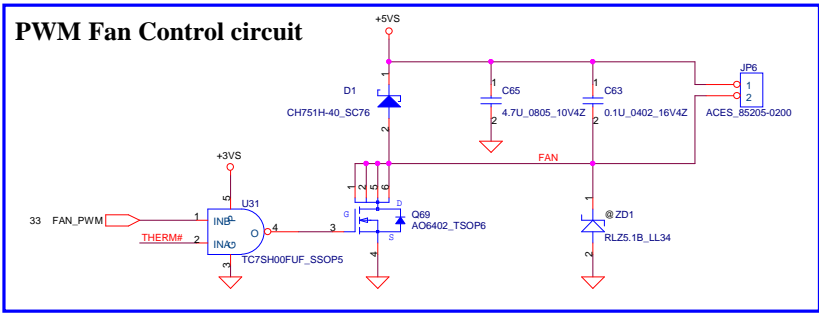 PWM Fan Control circuit
+5VS
D1
CH751H-40_SC76
1
2
1
C65
2
4.7U_0805_10V4Z
1
C63
2
0.1U_0402_16V4Z
JP6
1
2
ACES_85205-0200
FAN
+3VS
33 FAN_PWM
THERM#
1
2
5
U31
INB
P
INA
G
O
4
3
TC7SH00FUF_SSOP5
1
2
5
6
D
G
S
3
4
Q69
AO6402_TSOP6
1
@ZD1
RLZ5.1B_LL34
2